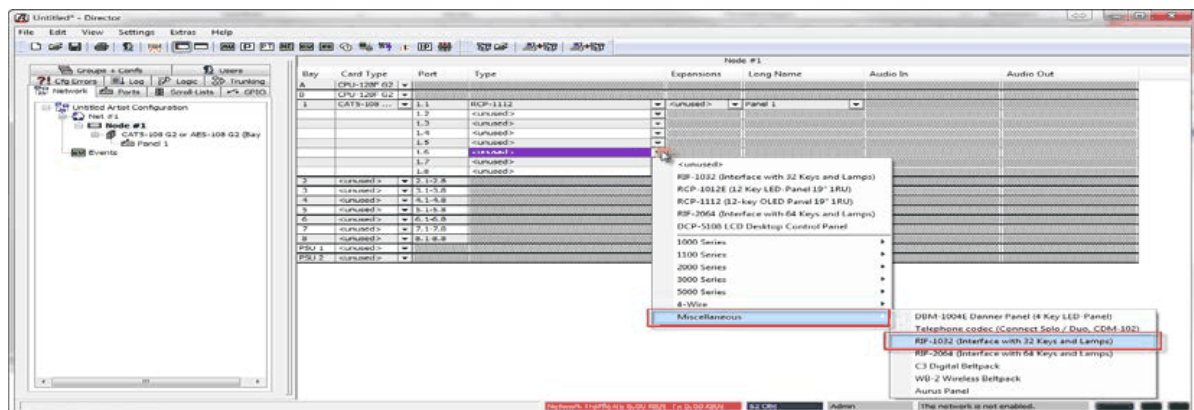 Untitled* - Director
File Edit View Settings Extras Help
Groups + Confs Users
Cfg Errors Log Logic Trunking
Network Ports Scroll Lists GPIO
Untitled Artist Configuration
Net #1
Node #1
CAT5-108 G2 or AES-108 G2 (Bay
Panel 1
Events
Node #1
Bay Card Type Port Type Expansions Long Name Audio In Audio Out
A CPU-128F G2
B CPU-128F G2
1 CAT5-108 ... 1.1 RCP-1112 <unused> Panel 1
1.2 <unused>
1.3 <unused>
1.4 <unused>
1.5 <unused>
1.6 <unused>
1.7 <unused>
1.8 <unused>
2 <unused> 2.1-2.8
3 <unused> 3.1-3.8
4 <unused> 4.1-4.8
5 <unused> 5.1-5.8
6 <unused> 6.1-6.8
7 <unused> 7.1-7.8
8 <unused> 8.1-8.8
PSU 1 <unused>
PSU 2 <unused>
<unused>
RIF-1032 (Interface with 32 Keys and Lamps)
RCP-1012E (12 Key LED-Panel 19" 1RU)
RCP-1112 (12-key OLED Panel 19" 1RU)
RIF-2064 (Interface with 64 Keys and Lamps)
DCP-5108 LCD Desktop Control Panel
1000 Series
1100 Series
2000 Series
3000 Series
5000 Series
4-Wire
Miscellaneous
DBM-1004E Danner Panel (4 Key LED-Panel)
Telephone codec (Connect Solo / Duo, CDM-102)
RIF-1032 (Interface with 32 Keys and Lamps)
RIF-2064 (Interface with 64 Keys and Lamps)
C3 Digital Beltpack
WB-2 Wireless Beltpack
Aurus Panel
Admin The network is not enabled.